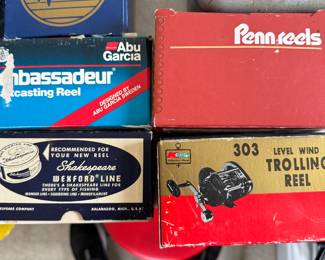 Abu
Garcia
mbassadeur
casting Reel
DESIGNED BY
ABU GARCIA SWEDEN
Penn reels
RECOMMENDED FOR
YOUR NEW REEL
Shakespeare
WEXFORD LINE
THERE'S A SHAKESPEARE LINE FOR
EVERY TYPE OF FISHING
KALAMAZOO, MICH., U.S.A.
303 LEVEL WIND
TROLLING
REEL